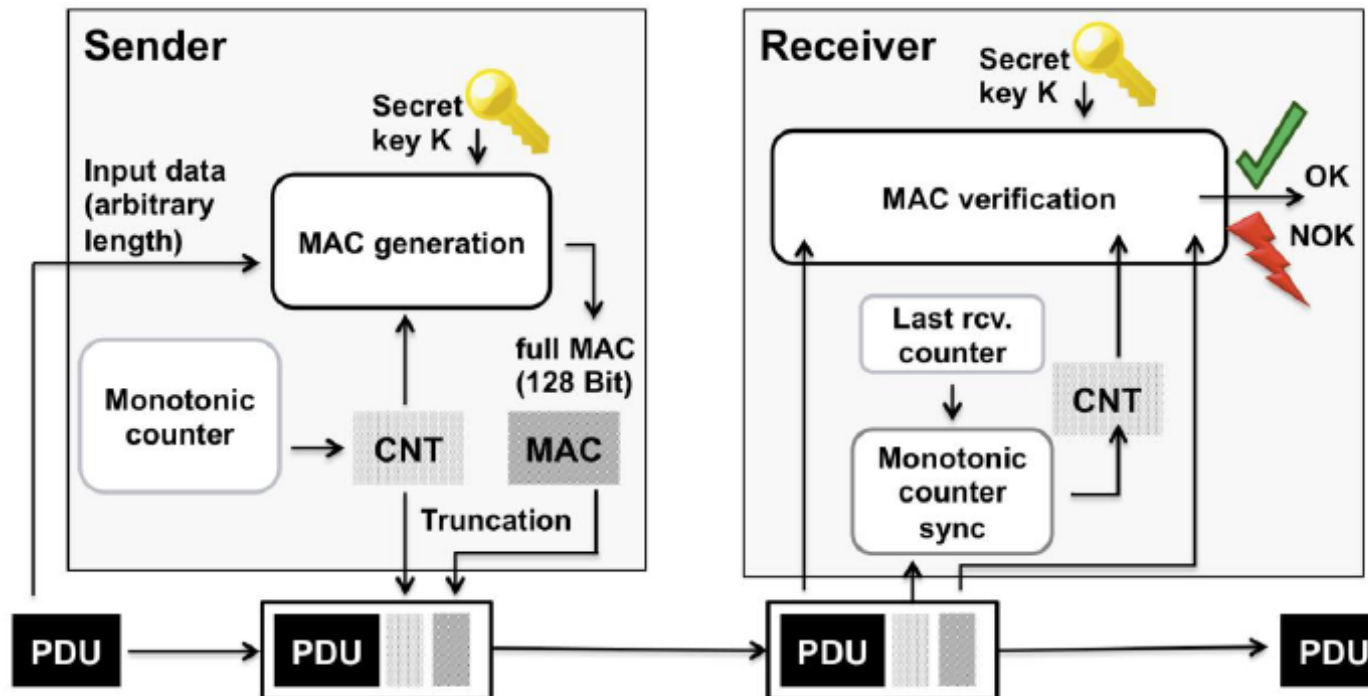 Sender
Secret
key K
Input data
(arbitrary
length)
MAC generation
full MAC
(128 Bit)
Monotonic
counter
CNT
MAC
Truncation
PDU
PDU
Receiver
Secret
key K
MAC verification
OK
NOK
Last rcv.
counter
CNT
Monotonic
counter
sync
PDU
PDU